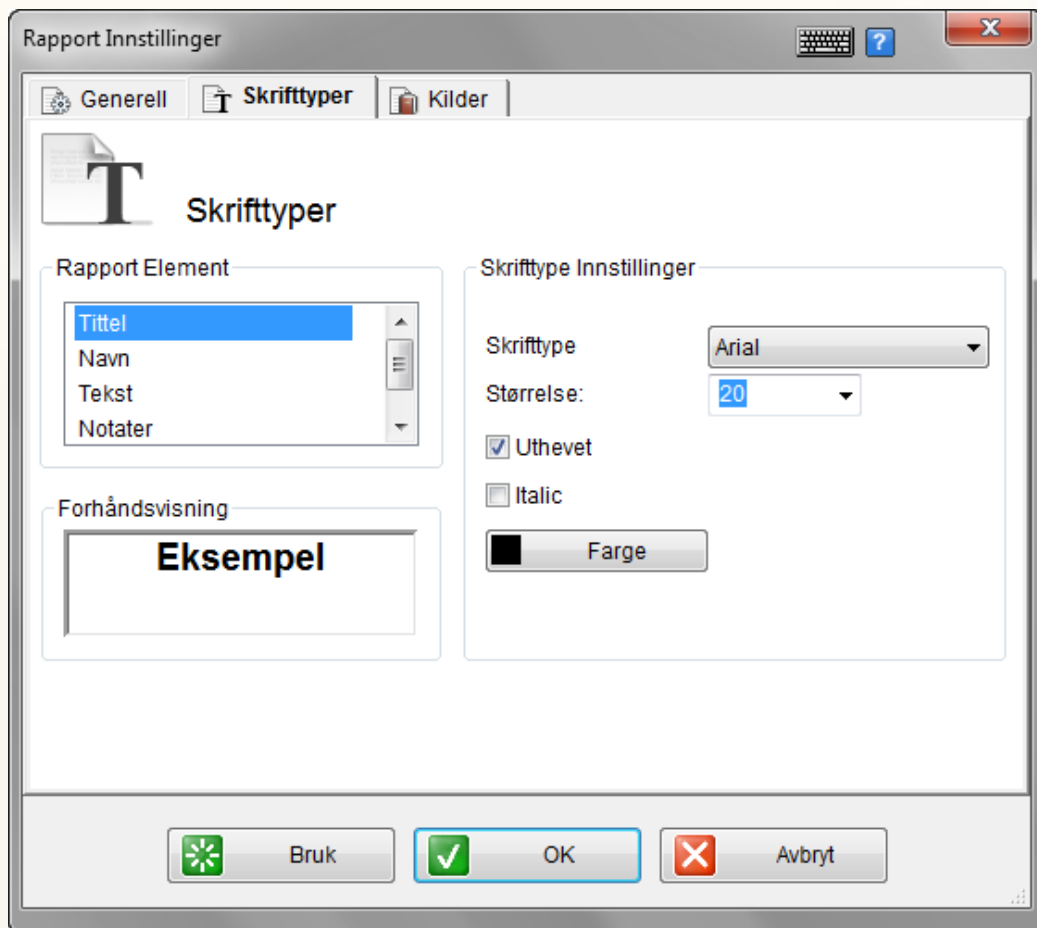 Rapport Innstillinger
?
Generell
Skrifttyper
Kilder
T
Skrifttyper
Rapport Element
Tittel
Navn
Tekst
Notater
Forhåndsvisning
Eksempel
Skrifttype Innstillinger
Skrifttype
Arial
Størrelse:
20
Uthevet
Italic
Farge
Bruk
OK
Avbryt